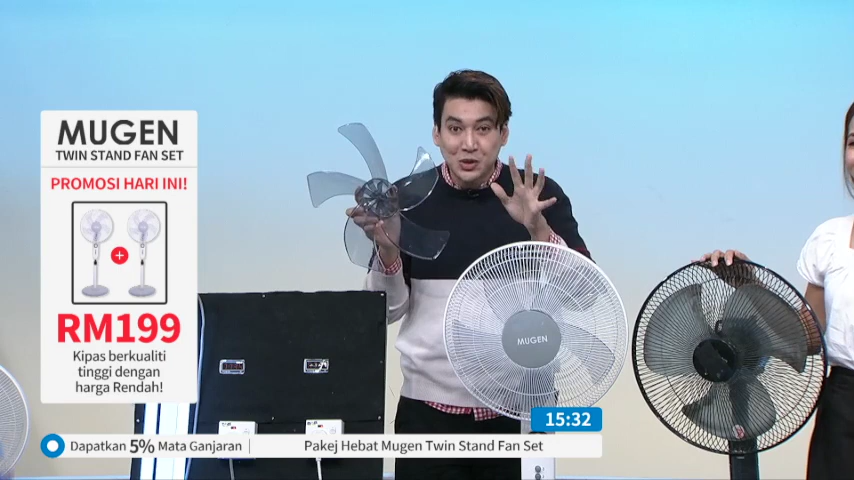 MUGEN
TWIN STAND FAN SET
PROMOSI HARI INI!
+
RM199
Kipas berkualiti
tinggi dengan
harga Rendah!
MUGEN
15:32
Dapatkan 5% Mata Ganjaran
Pakej Hebat Mugen Twin Stand Fan Set